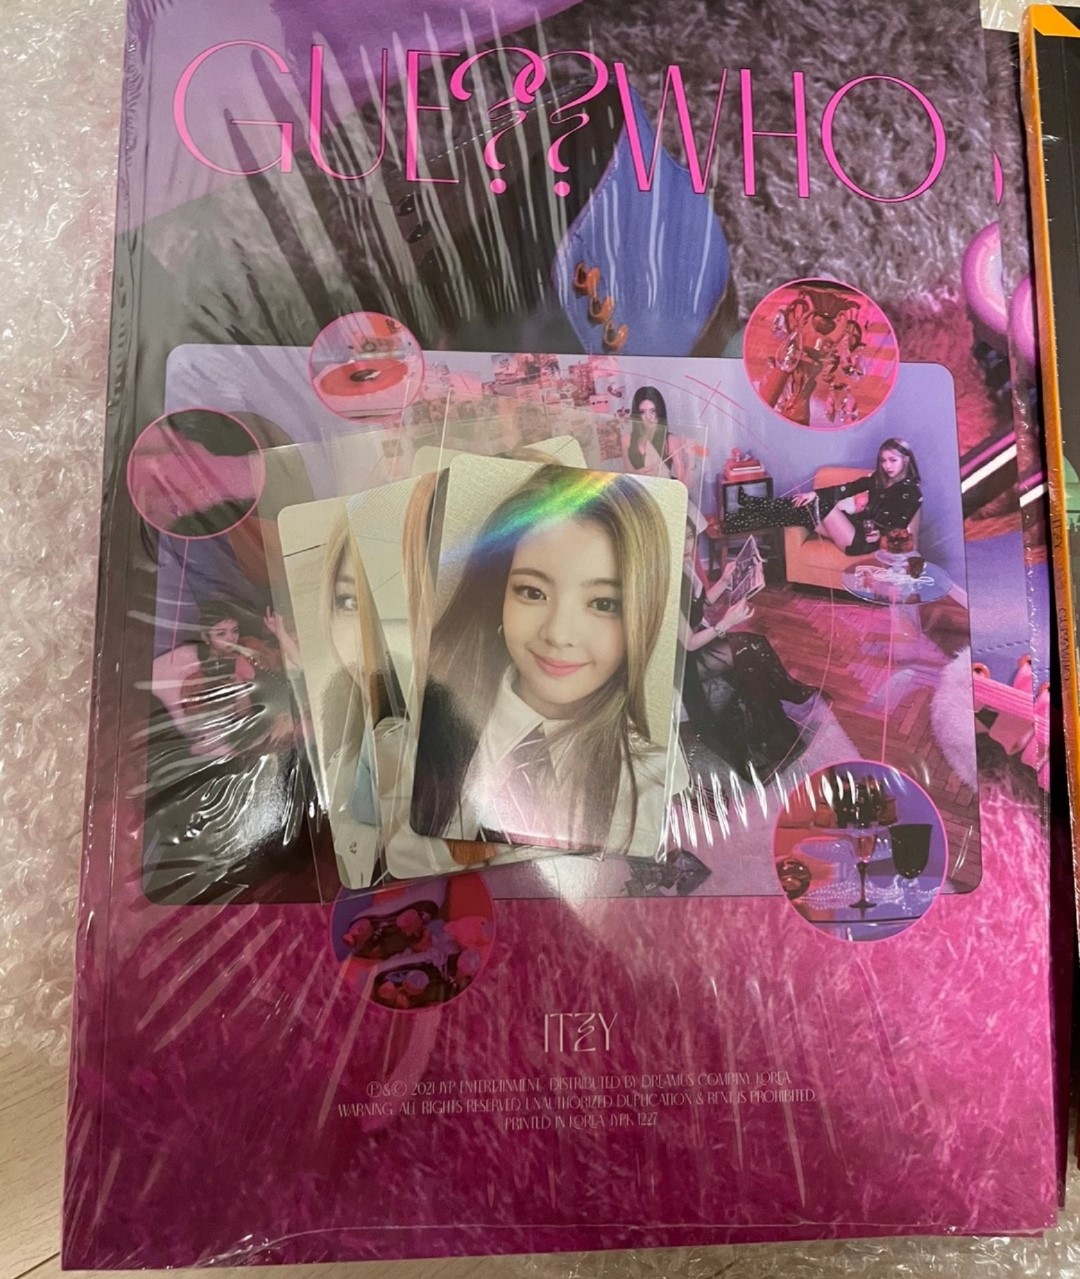 GUE??WHO
ITZY
Ⓟ&© 2021 JYP ENTERTAINMENT. DISTRIBUTED BY DREAMUS COMPANY. KOREA.
WARNING: ALL RIGHTS RESERVED. UNAUTHORIZED DUPLICATION & RENT IS PROHIBITED.
PRINTED IN KOREA. JYPK 1227